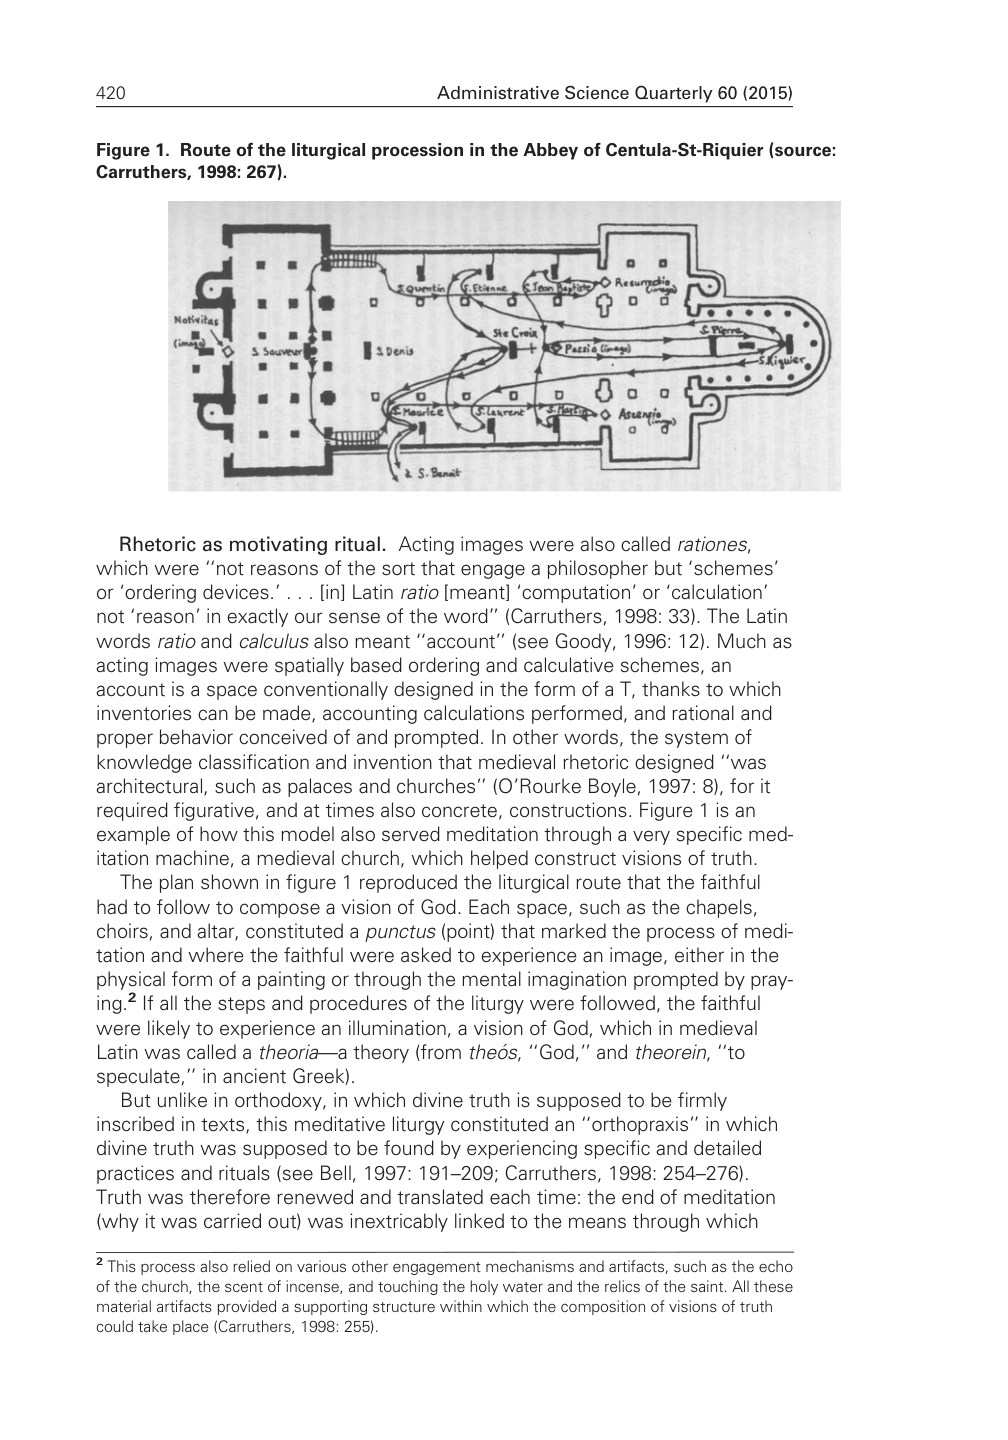 420
Administrative Science Quarterly 60 (2015)
Figure 1. Route of the liturgical procession in the Abbey of Centula-St-Riquier (source:
Carruthers, 1998: 267).
S. Quentin
S. Etienne
S. Jean Baptiste
Resurrectio
(imago)
Nativitas
(imago)
S Sauveur
S Denis
Ste Croix
Passio (imago)
S. Pierre
S. Riquier
S. Maurice
S. Laurent
S. Martin
Ascensio
(imago)
à S. Benoît
Rhetoric as motivating ritual. Acting images were also called rationes,
which were ‘‘not reasons of the sort that engage a philosopher but ‘schemes’
or ‘ordering devices.’ . . . [in] Latin ratio [meant] ‘computation’ or ‘calculation’
not ‘reason’ in exactly our sense of the word’’ (Carruthers, 1998: 33). The Latin
words ratio and calculus also meant ‘‘account’’ (see Goody, 1996: 12). Much as
acting images were spatially based ordering and calculative schemes, an
account is a space conventionally designed in the form of a T, thanks to which
inventories can be made, accounting calculations performed, and rational and
proper behavior conceived of and prompted. In other words, the system of
knowledge classification and invention that medieval rhetoric designed ‘‘was
architectural, such as palaces and churches’’ (O’Rourke Boyle, 1997: 8), for it
required figurative, and at times also concrete, constructions. Figure 1 is an
example of how this model also served meditation through a very specific med-
itation machine, a medieval church, which helped construct visions of truth.
The plan shown in figure 1 reproduced the liturgical route that the faithful
had to follow to compose a vision of God. Each space, such as the chapels,
choirs, and altar, constituted a punctus (point) that marked the process of medi-
tation and where the faithful were asked to experience an image, either in the
physical form of a painting or through the mental imagination prompted by pray-
ing.2 If all the steps and procedures of the liturgy were followed, the faithful
were likely to experience an illumination, a vision of God, which in medieval
Latin was called a theoria—a theory (from theós, ‘‘God,’’ and theorein, ‘‘to
speculate,’’ in ancient Greek).
But unlike in orthodoxy, in which divine truth is supposed to be firmly
inscribed in texts, this meditative liturgy constituted an ‘‘orthopraxis’’ in which
divine truth was supposed to be found by experiencing specific and detailed
practices and rituals (see Bell, 1997: 191–209; Carruthers, 1998: 254–276).
Truth was therefore renewed and translated each time: the end of meditation
(why it was carried out) was inextricably linked to the means through which
2 This process also relied on various other engagement mechanisms and artifacts, such as the echo
of the church, the scent of incense, and touching the holy water and the relics of the saint. All these
material artifacts provided a supporting structure within which the composition of visions of truth
could take place (Carruthers, 1998: 255).